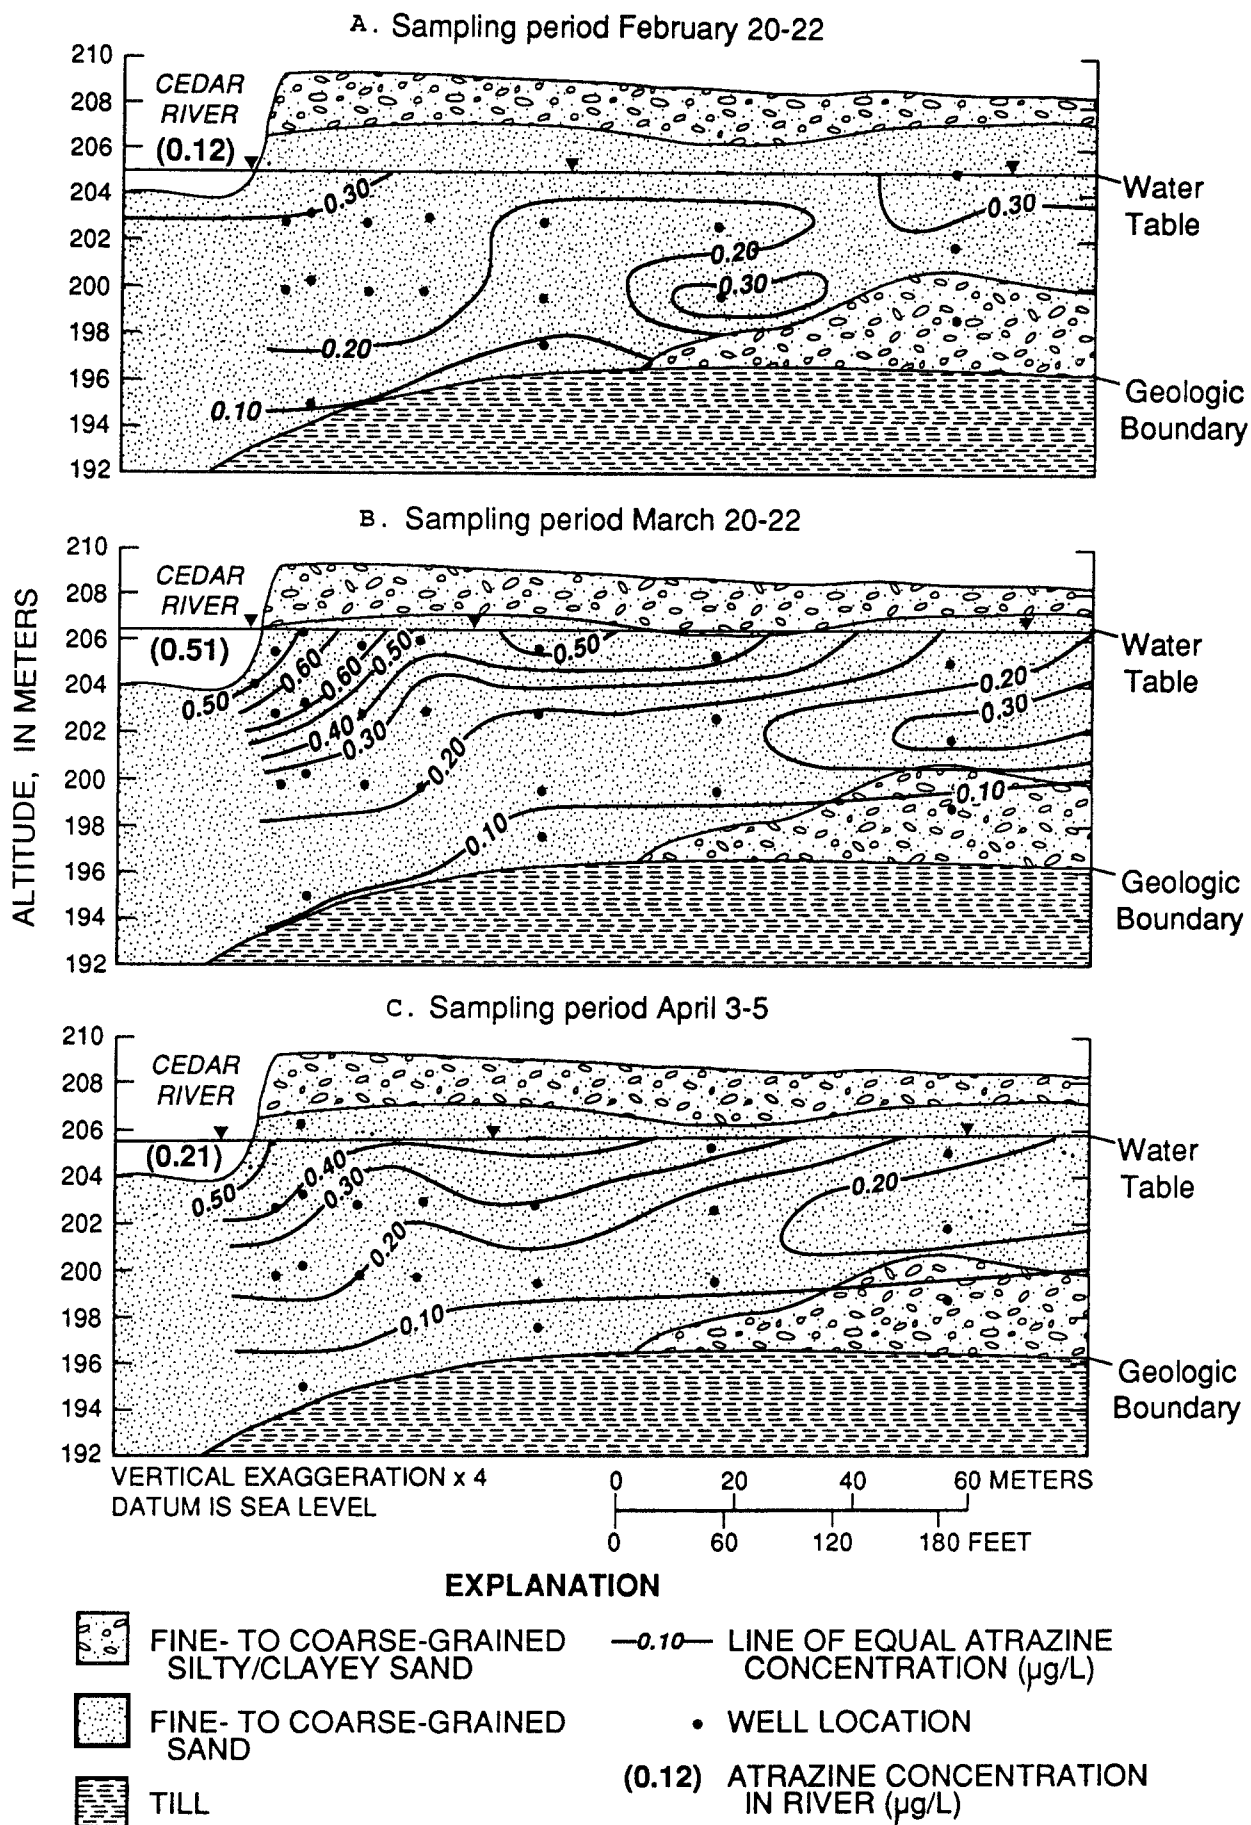 A. Sampling period February 20-22
210
208
206
204
202
200
198
196
194
192
CEDAR
RIVER
(0.12)
0.30
0.20
0.30
0.30
0.20
0.10
Water
Table
Geologic
Boundary
B. Sampling period March 20-22
ALTITUDE, IN METERS
210
208
206
204
202
200
198
196
194
192
CEDAR
RIVER
(0.51)
0.50
0.60
0.60
0.50
0.40
0.30
0.20
0.10
0.50
0.20
0.30
0.10
Water
Table
Geologic
Boundary
C. Sampling period April 3-5
210
208
206
204
202
200
198
196
194
192
CEDAR
RIVER
(0.21)
0.50
0.40
0.30
0.20
0.10
0.20
Water
Table
Geologic
Boundary
VERTICAL EXAGGERATION x 4
DATUM IS SEA LEVEL
0 20 40 60 METERS
0 60 120 180 FEET
EXPLANATION
FINE- TO COARSE-GRAINED
SILTY/CLAYEY SAND
FINE- TO COARSE-GRAINED
SAND
TILL
—0.10— LINE OF EQUAL ATRAZINE
CONCENTRATION (µg/L)
• WELL LOCATION
(0.12) ATRAZINE CONCENTRATION
IN RIVER (µg/L)